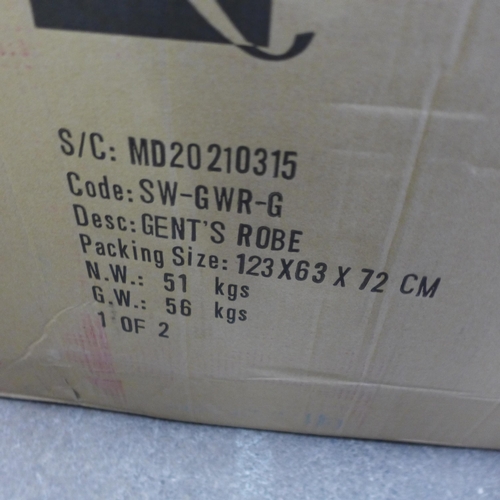 S/C: MD20210315
Code: SW-GWR-G
Desc: GENT'S ROBE
Packing Size: 123X63 X 72 CM
N.W.: 51 kgs
G.W.: 56 kgs
1 OF 2